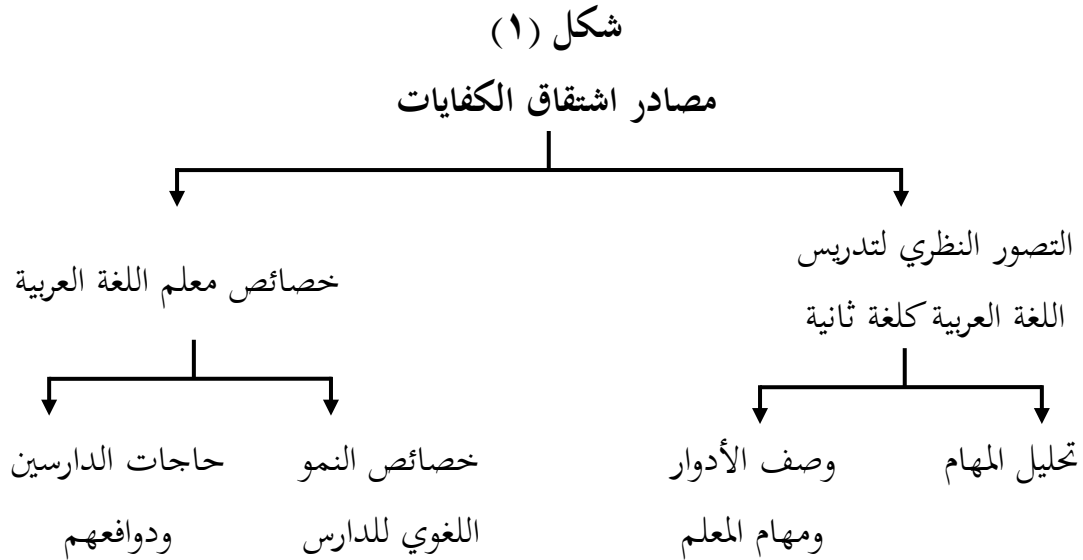 شكل (١)
مصادر اشتقاق الكفايات
التصور النظري لتدريس
اللغة العربية كلغة ثانية
خصائص معلم اللغة العربية
تحليل المهام
وصف الأدوار
ومهام المعلم
خصائص النمو
اللغوي للدارس
حاجات الدارسين
ودوافعهم